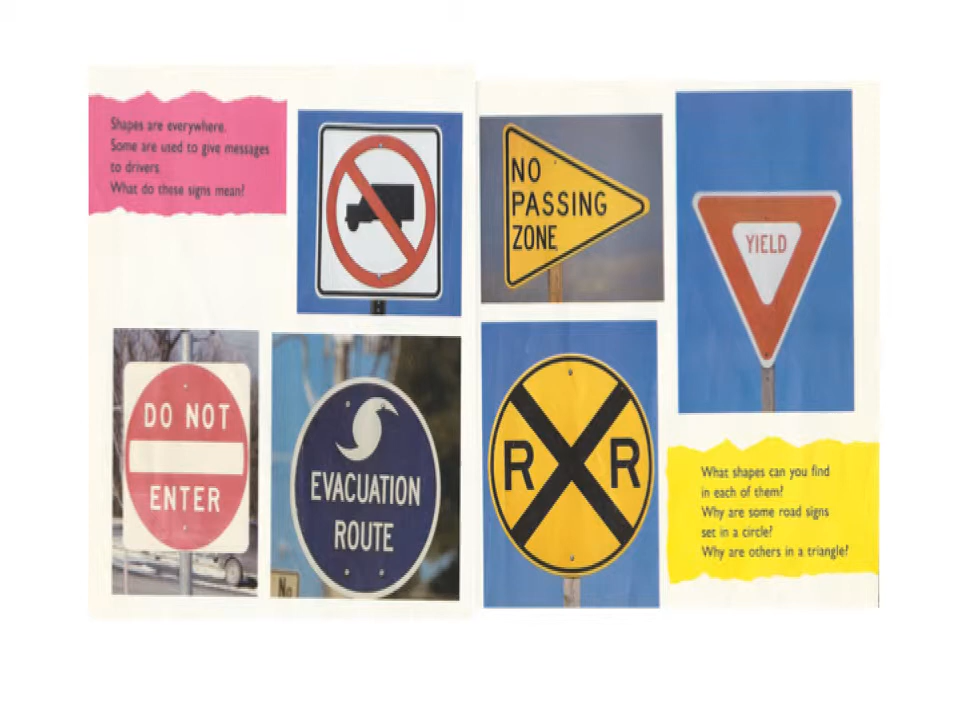 Shapes are everywhere.
Some are used to give messages
to drivers.
What do these signs mean?
NO
PASSING
ZONE
YIELD
DO NOT
ENTER
EVACUATION
ROUTE
No
R R
What shapes can you find
in each of them?
Why are some road signs
set in a circle?
Why are others in a triangle?